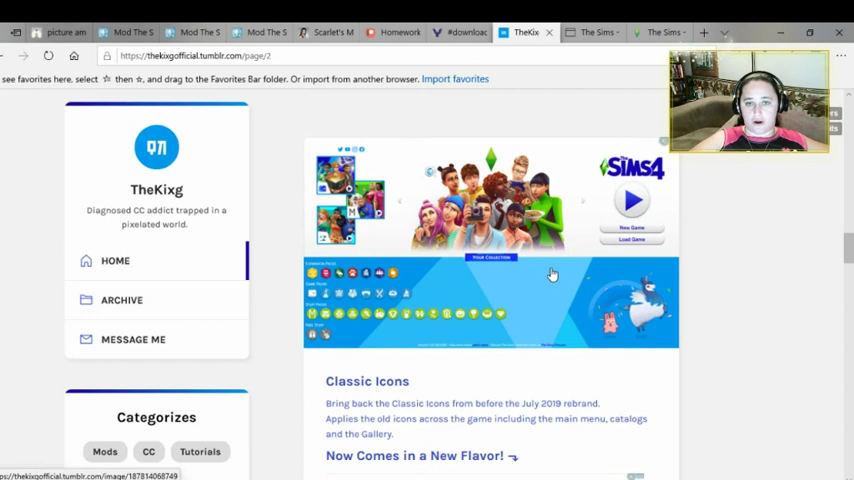 picture am
Mod The S
Mod The S
Mod The S
Scarlet's M
Homework
#downloac
TheKix
The Sims
The Sims
https://thekixgofficial.tumblr.com/page/2
see favorites here, select ☆ then ☆, and drag to the Favorites Bar folder. Or import from another browser. Import favorites
TheKixg
Diagnosed CC addict trapped in a
pixelated world.
HOME
ARCHIVE
MESSAGE ME
Categorizes
Mods
CC
Tutorials
THE SIMS4
New Game
Load Game
YOUR COLLECTION
Classic Icons
Bring back the Classic Icons from before the July 2019 rebrand.
Applies the old icons across the game including the main menu, catalogs
and the Gallery.
Now Comes in a New Flavor!
ps://thekixgofficial.tumblr.com/image/187814068749